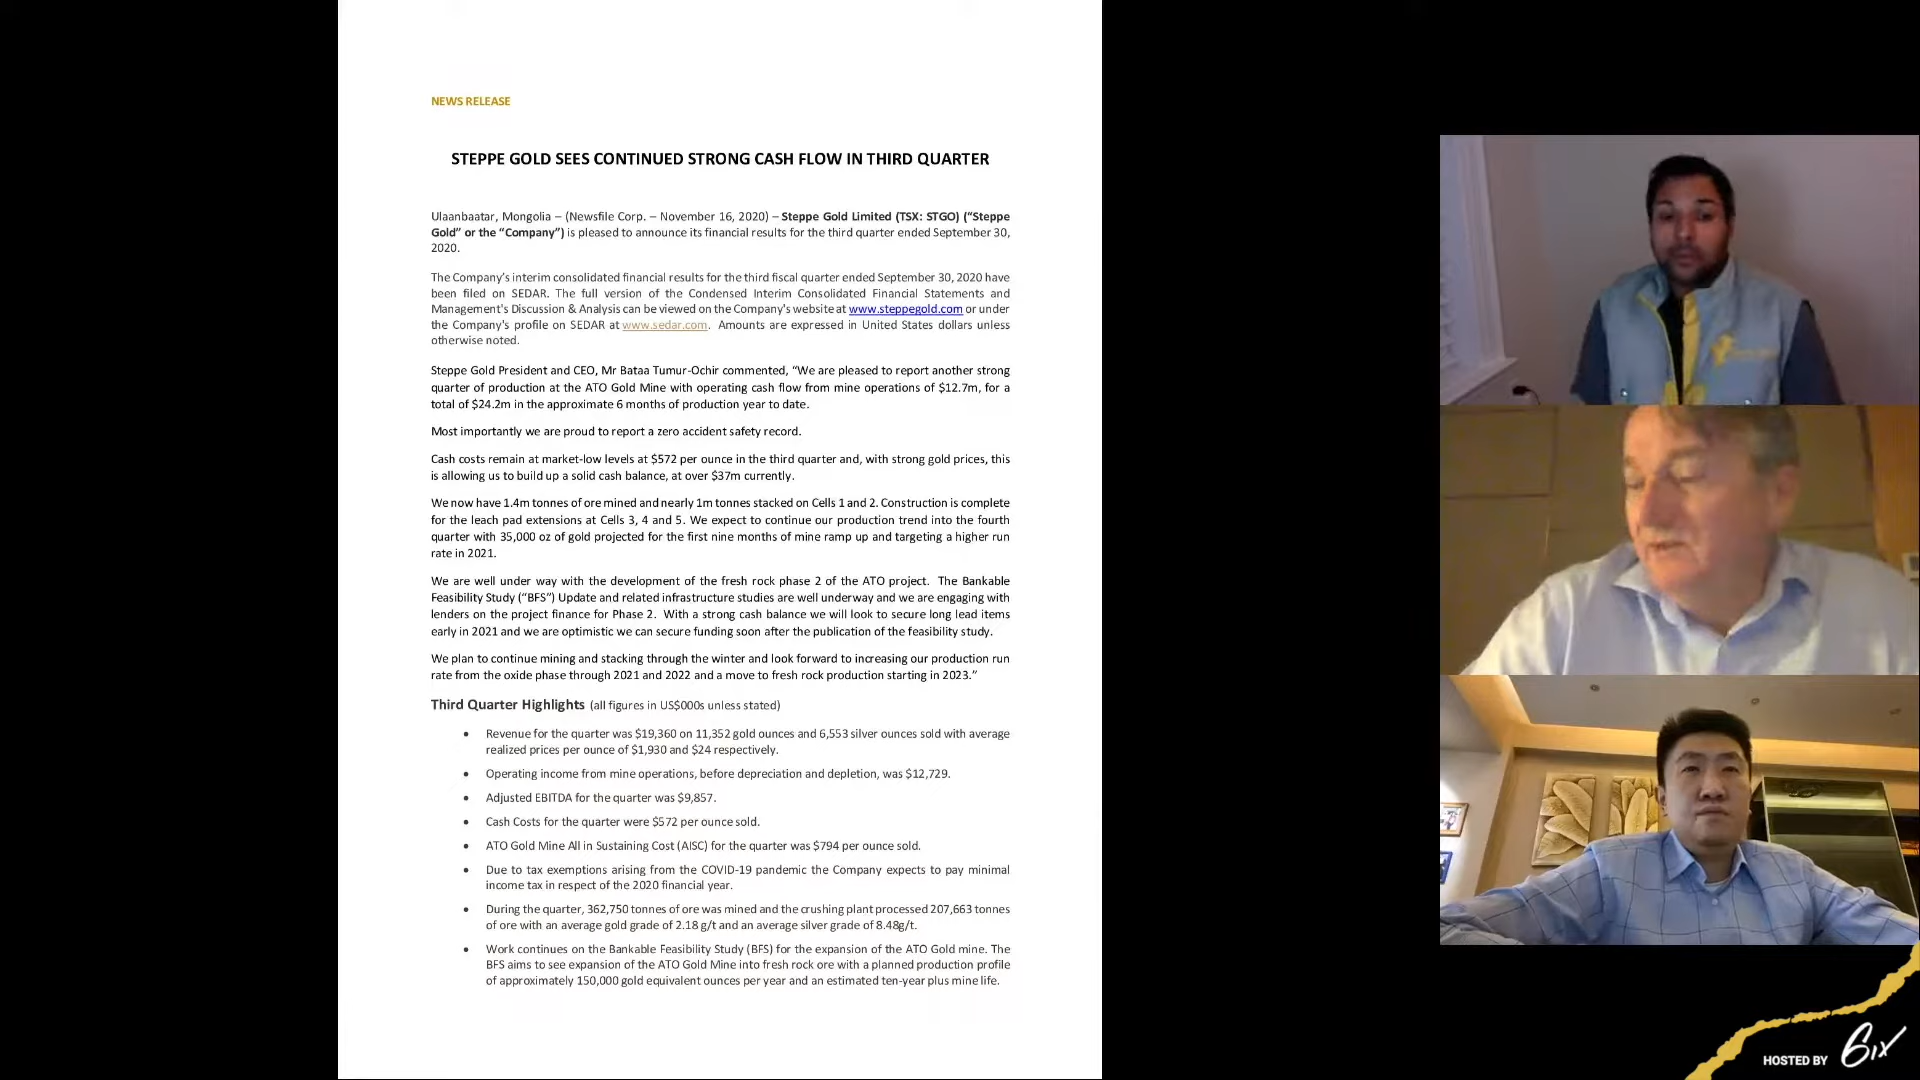 NEWS RELEASE
STEPPE GOLD SEES CONTINUED STRONG CASH FLOW IN THIRD QUARTER
Ulaanbaatar, Mongolia – (Newsfile Corp. – November 16, 2020) – Steppe Gold Limited (TSX: STGO) (“Steppe
Gold” or the “Company”) is pleased to announce its financial results for the third quarter ended September 30,
2020.
The Company’s interim consolidated financial results for the third fiscal quarter ended September 30, 2020 have
been filed on SEDAR. The full version of the Condensed Interim Consolidated Financial Statements and
Management's Discussion & Analysis can be viewed on the Company's website at www.steppegold.com or under
the Company's profile on SEDAR at www.sedar.com. Amounts are expressed in United States dollars unless
otherwise noted.
Steppe Gold President and CEO, Mr Bataa Tumur-Ochir commented, “We are pleased to report another strong
quarter of production at the ATO Gold Mine with operating cash flow from mine operations of $12.7m, for a
total of $24.2m in the approximate 6 months of production year to date.
Most importantly we are proud to report a zero accident safety record.
Cash costs remain at market-low levels at $572 per ounce in the third quarter and, with strong gold prices, this
is allowing us to build up a solid cash balance, at over $37m currently.
We now have 1.4m tonnes of ore mined and nearly 1m tonnes stacked on Cells 1 and 2. Construction is complete
for the leach pad extensions at Cells 3, 4 and 5. We expect to continue our production trend into the fourth
quarter with 35,000 oz of gold projected for the first nine months of mine ramp up and targeting a higher run
rate in 2021.
We are well under way with the development of the fresh rock phase 2 of the ATO project. The Bankable
Feasibility Study (“BFS”) Update and related infrastructure studies are well underway and we are engaging with
lenders on the project finance for Phase 2. With a strong cash balance we will look to secure long lead items
early in 2021 and we are optimistic we can secure funding soon after the publication of the feasibility study.
We plan to continue mining and stacking through the winter and look forward to increasing our production run
rate from the oxide phase through 2021 and 2022 and a move to fresh rock production starting in 2023.”
Third Quarter Highlights (all figures in US$000s unless stated)
• Revenue for the quarter was $19,360 on 11,352 gold ounces and 6,553 silver ounces sold with average
realized prices per ounce of $1,930 and $24 respectively.
• Operating income from mine operations, before depreciation and depletion, was $12,729.
• Adjusted EBITDA for the quarter was $9,857.
• Cash Costs for the quarter were $572 per ounce sold.
• ATO Gold Mine All in Sustaining Cost (AISC) for the quarter was $794 per ounce sold.
• Due to tax exemptions arising from the COVID-19 pandemic the Company expects to pay minimal
income tax in respect of the 2020 financial year.
• During the quarter, 362,750 tonnes of ore was mined and the crushing plant processed 207,663 tonnes
of ore with an average gold grade of 2.18 g/t and an average silver grade of 8.48g/t.
• Work continues on the Bankable Feasibility Study (BFS) for the expansion of the ATO Gold mine. The
BFS aims to see expansion of the ATO Gold Mine into fresh rock ore with a planned production profile
of approximately 150,000 gold equivalent ounces per year and an estimated ten-year plus mine life.
HOSTED BY 6ix